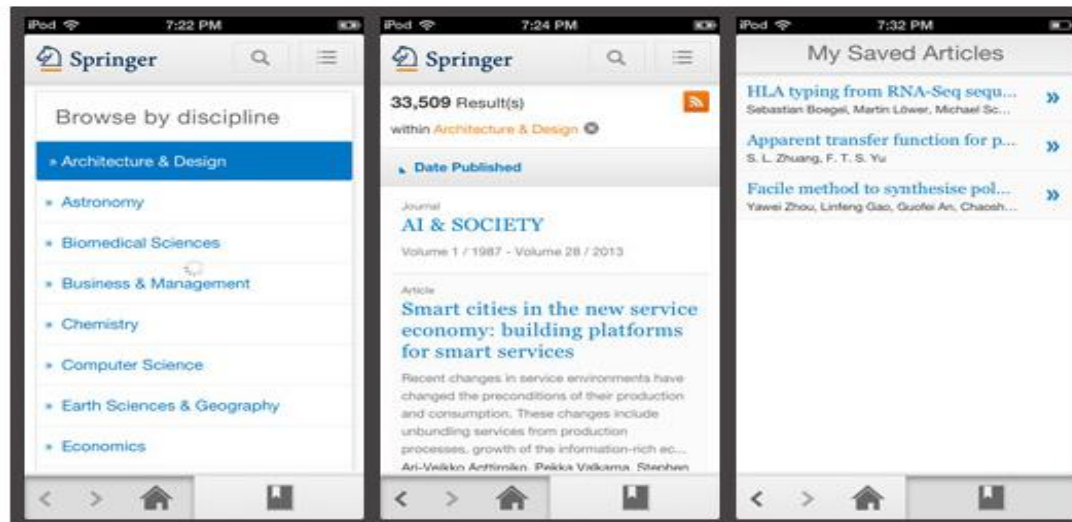 iPod 7:22 PM
Springer
Browse by discipline
» Architecture & Design
» Astronomy
» Biomedical Sciences
» Business & Management
» Chemistry
» Computer Science
» Earth Sciences & Geography
» Economics
iPod 7:24 PM
Springer
33,509 Result(s)
within Architecture & Design
Date Published
Journal
AI & SOCIETY
Volume 1 / 1987 - Volume 28 / 2013
Article
Smart cities in the new service
economy: building platforms
for smart services
Recent changes in service environments have
changed the preconditions of their production
and consumption. These changes include
unbundling services from production
processes, growth of the information-rich ec...
Ari-Veikko Anttiroiko, Pekka Valkama, Stephen
iPod 7:32 PM
My Saved Articles
HLA typing from RNA-Seq sequ... »
Sebastian Boegel, Martin Löwer, Michael Sc...
Apparent transfer function for p... »
S. L. Zhuang, F. T. S. Yu
Facile method to synthesise pol... »
Yawei Zhou, Linfeng Gao, Guofei An, Chaosh...